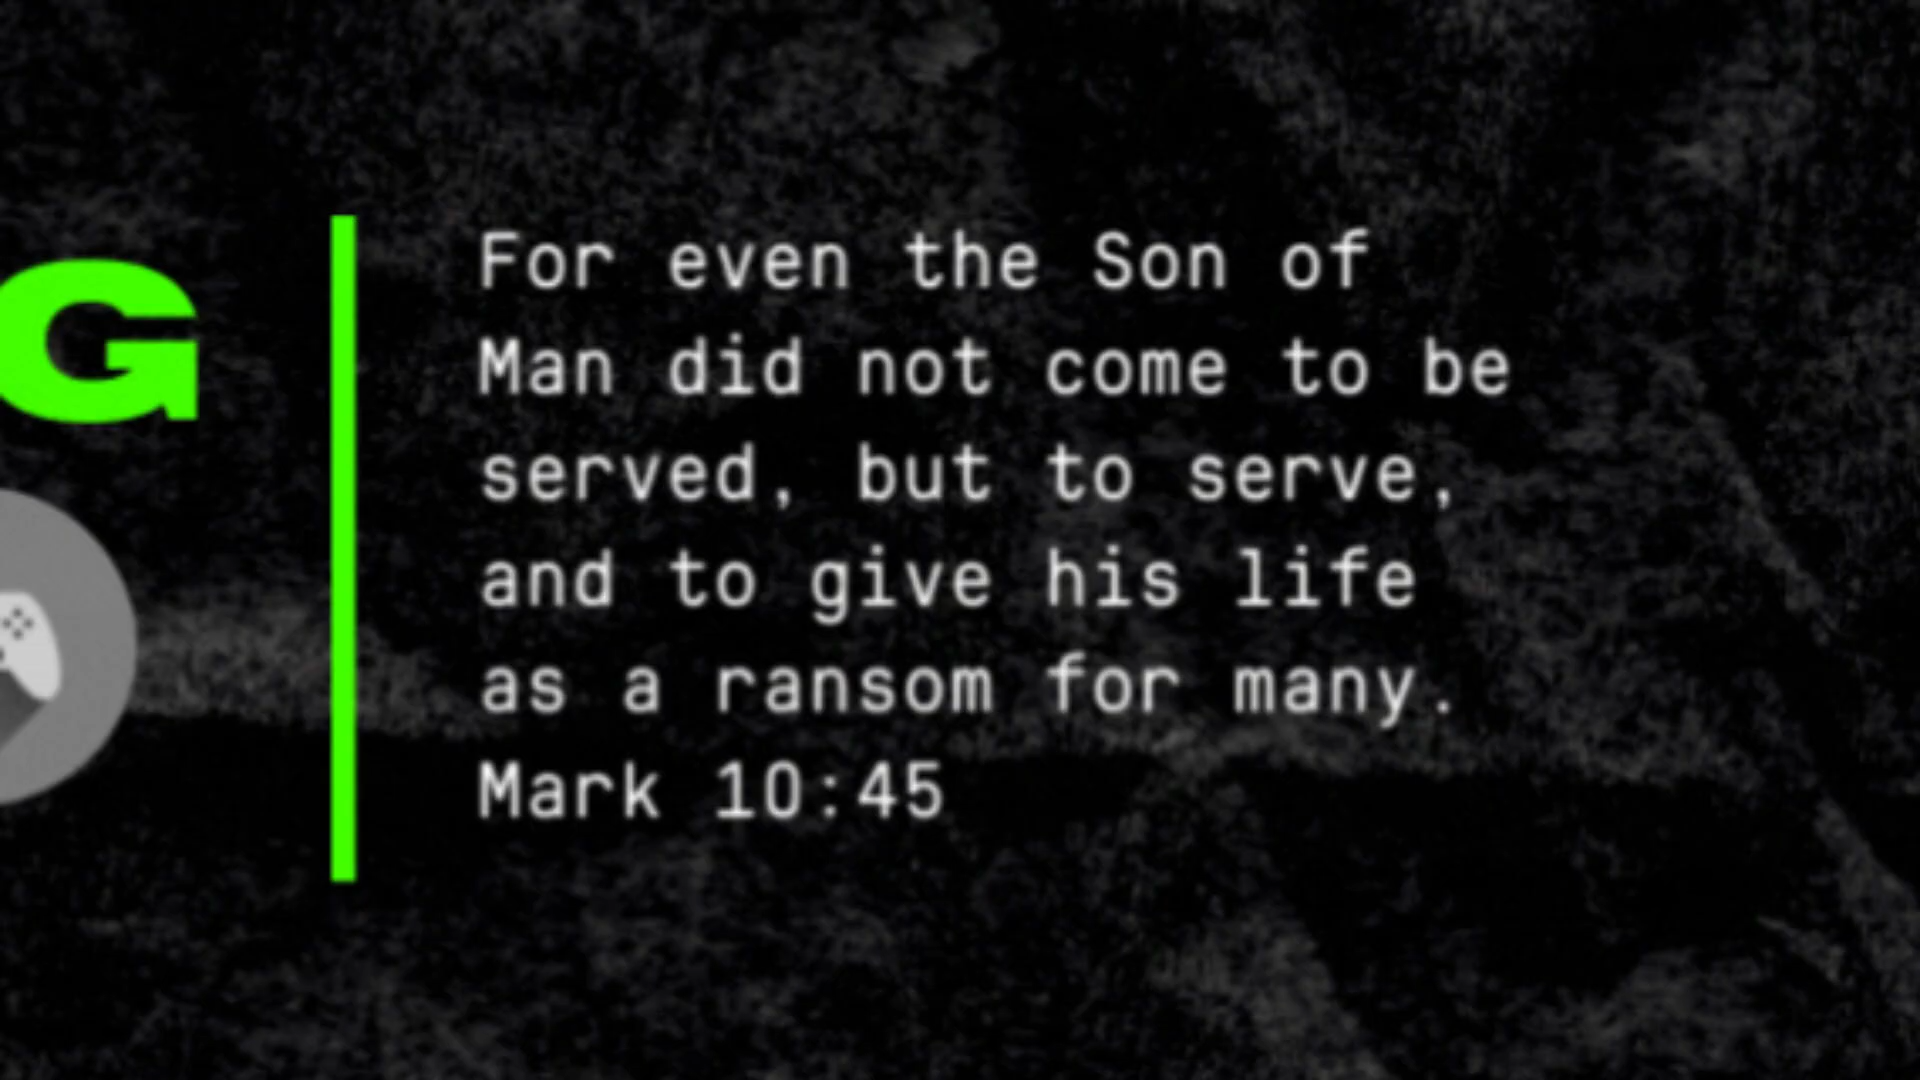 G
For even the Son of
Man did not come to be
served, but to serve,
and to give his life
as a ransom for many.
Mark 10:45